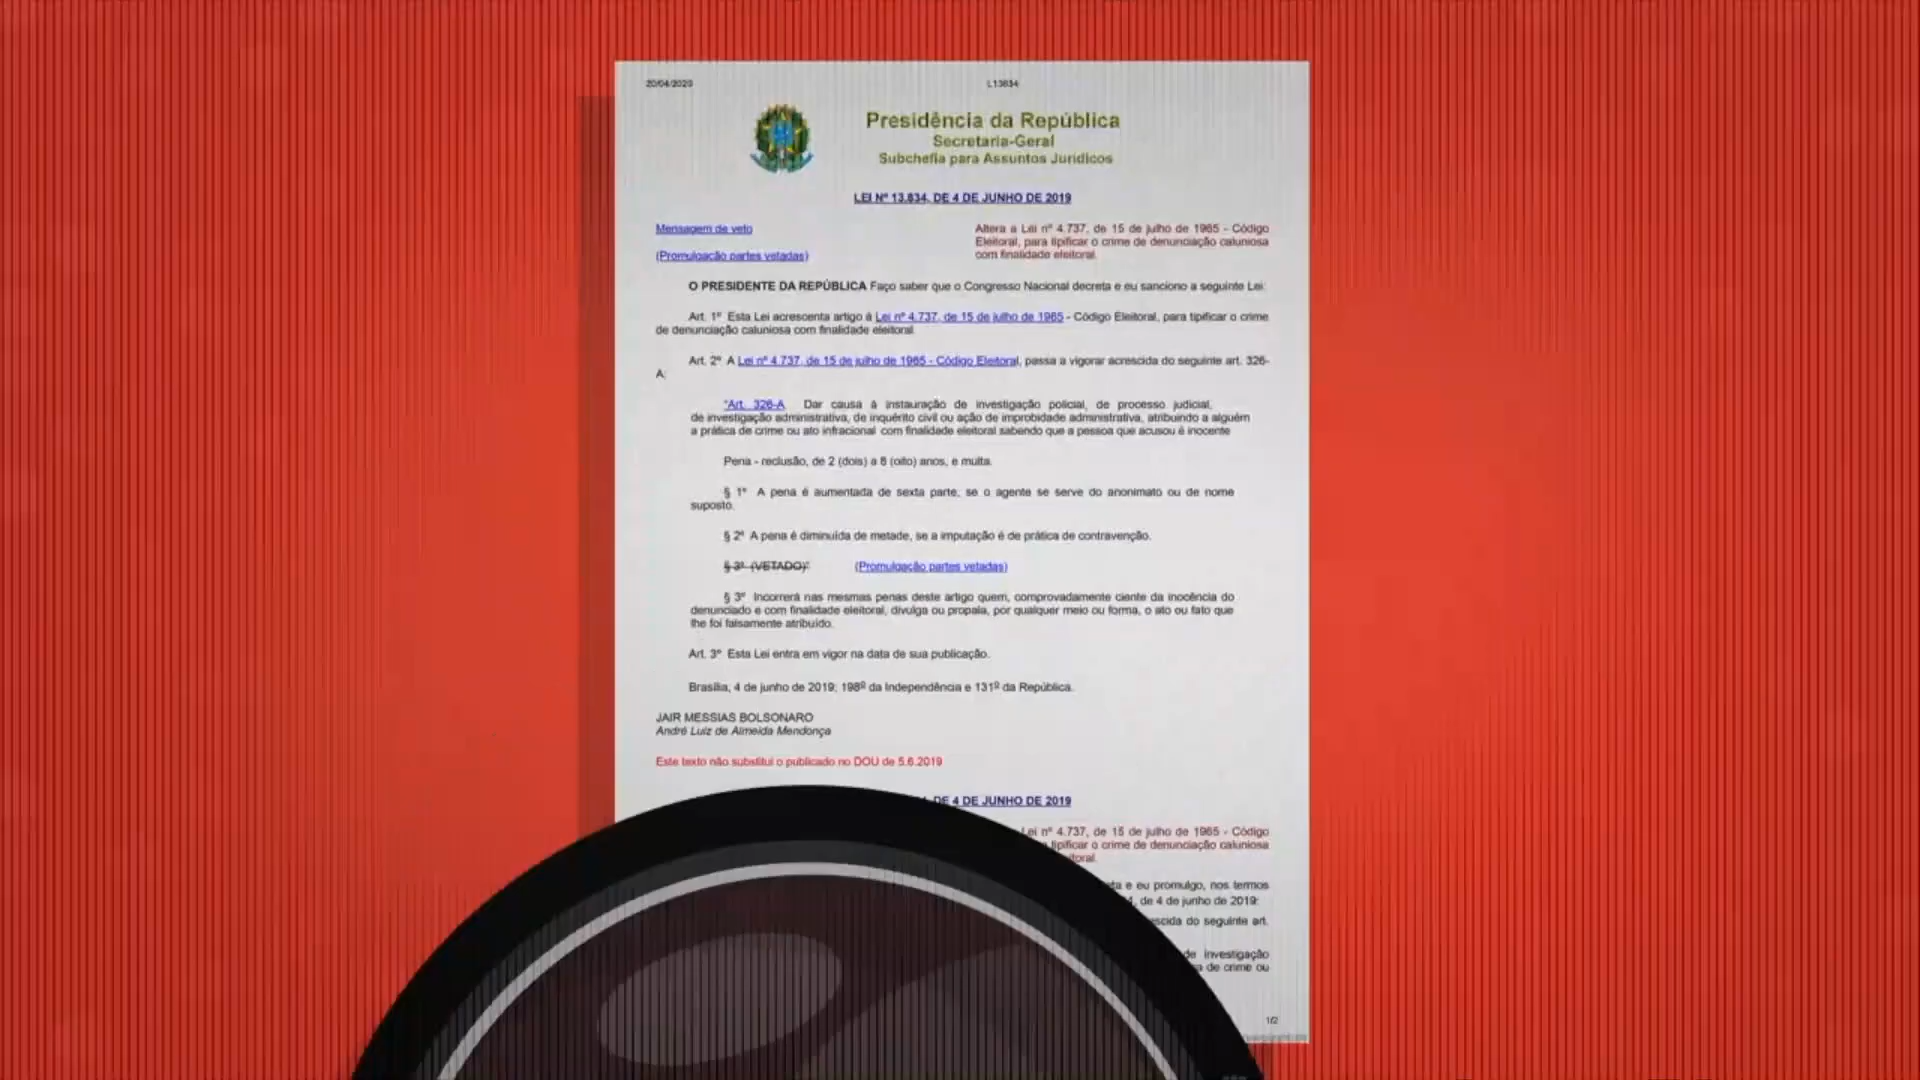 20/04/2020
L13834
Presidência da República
Secretaria-Geral
Subchefia para Assuntos Jurídicos
LEI Nº 13.834, DE 4 DE JUNHO DE 2019
Mensagem de veto
(Promulgação partes vetadas)
Altera a Lei nº 4.737, de 15 de julho de 1965 - Código
Eleitoral, para tipificar o crime de denunciação caluniosa
com finalidade eleitoral.
O PRESIDENTE DA REPÚBLICA Faço saber que o Congresso Nacional decreta e eu sanciono a seguinte Lei:
Art. 1º Esta Lei acrescenta artigo à Lei nº 4.737, de 15 de julho de 1965 - Código Eleitoral, para tipificar o crime
de denunciação caluniosa com finalidade eleitoral.
Art. 2º A Lei nº 4.737, de 15 de julho de 1965 - Código Eleitoral, passa a vigorar acrescida do seguinte art. 326-
A:
"Art. 326-A. Dar causa à instauração de investigação policial, de processo judicial,
de investigação administrativa, de inquérito civil ou ação de improbidade administrativa, atribuindo a alguém
a prática de crime ou ato infracional com finalidade eleitoral sabendo que a pessoa que acusou é inocente
Pena - reclusão, de 2 (dois) a 8 (oito) anos, e multa.
§ 1º A pena é aumentada de sexta parte, se o agente se serve do anonimato ou de nome
suposto.
§ 2º A pena é diminuída de metade, se a imputação é de prática de contravenção.
§ 3º (VETADO)" (Promulgação partes vetadas)
§ 3º Incorrerá nas mesmas penas deste artigo quem, comprovadamente ciente da inocência do
denunciado e com finalidade eleitoral, divulga ou propala, por qualquer meio ou forma, o ato ou fato que
lhe foi falsamente atribuído.
Art. 3º Esta Lei entra em vigor na data de sua publicação.
Brasília, 4 de junho de 2019; 198º da Independência e 131º da República.
JAIR MESSIAS BOLSONARO
André Luiz de Almeida Mendonça
Este texto não substitui o publicado no DOU de 5.6.2019
DE 4 DE JUNHO DE 2019
Lei nº 4.737, de 15 de julho de 1965 - Código
tipificar o crime de denunciação caluniosa
e eu promulgo, nos termos
de 4 de junho de 2019:
do seguinte art.
de investigação
de crime ou
1/2